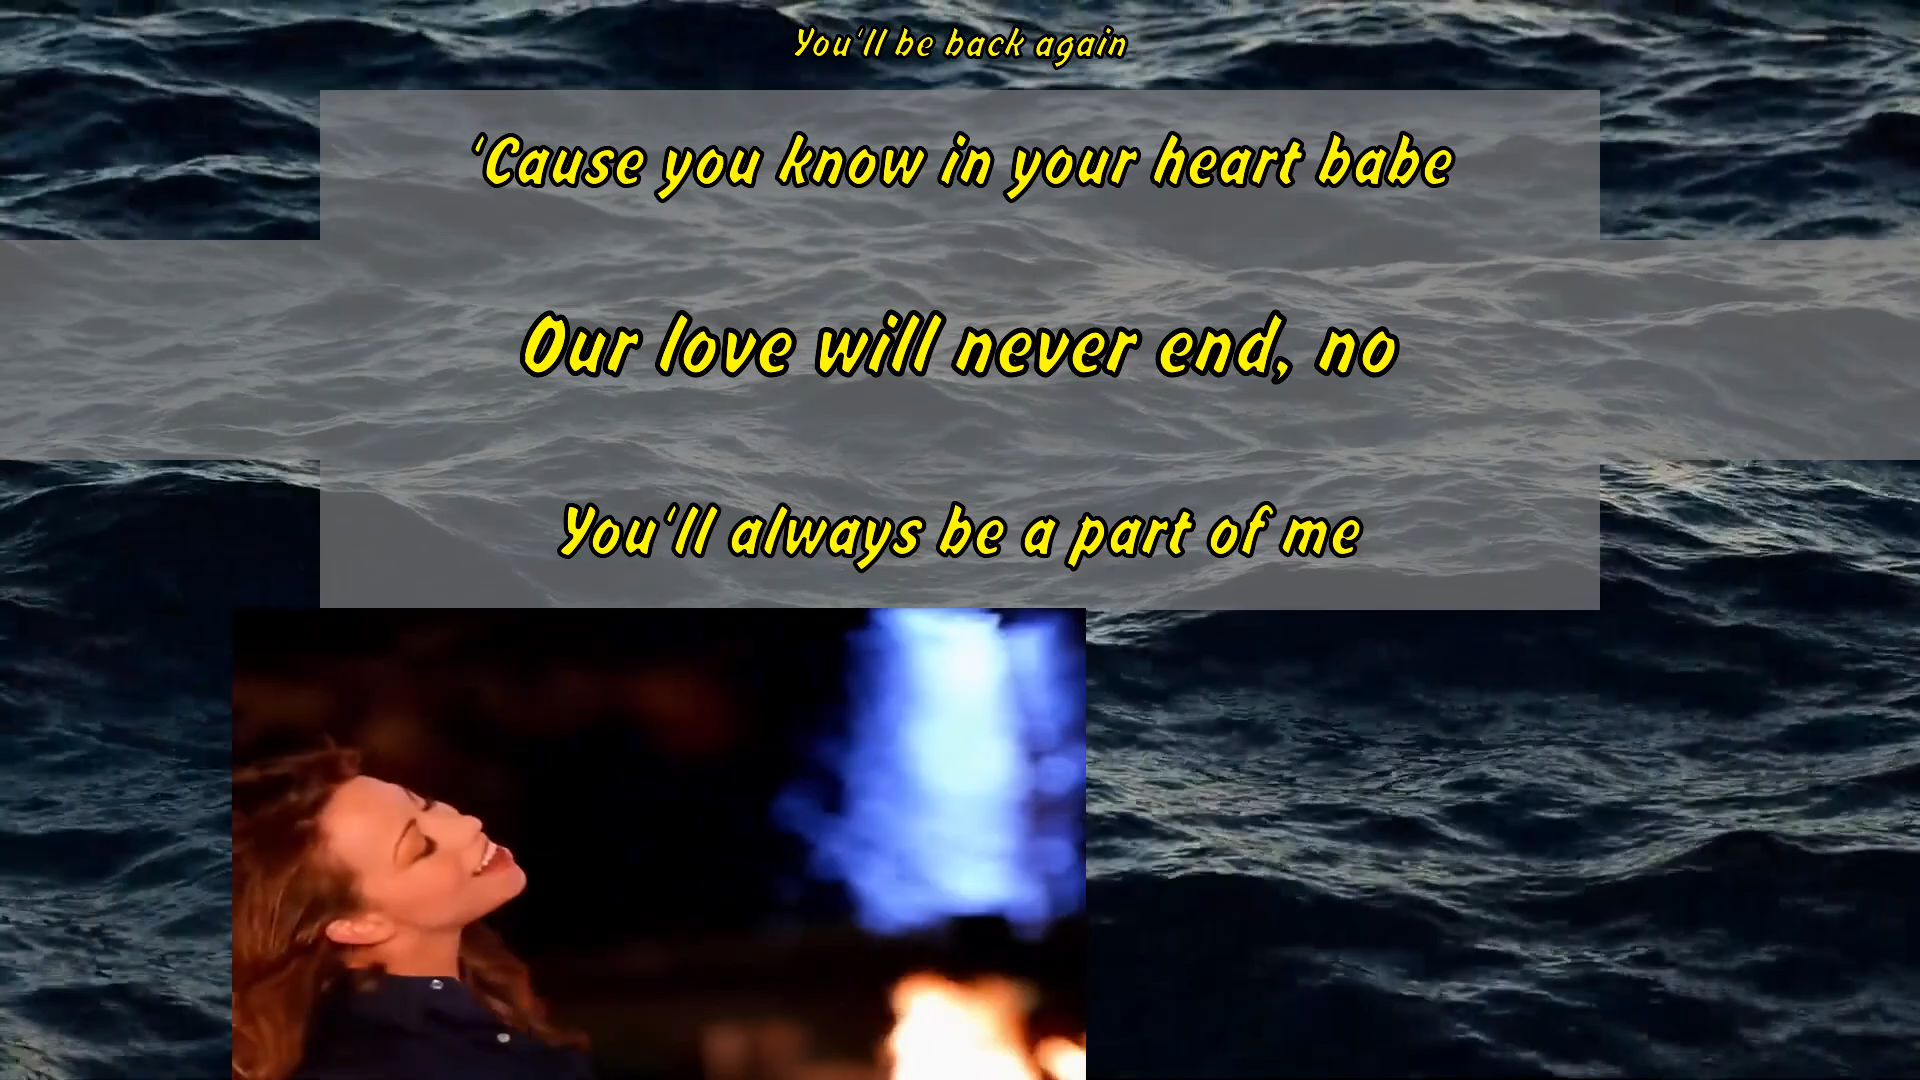 You'll be back again
'Cause you know in your heart babe
Our love will never end, no
You'll always be a part of me